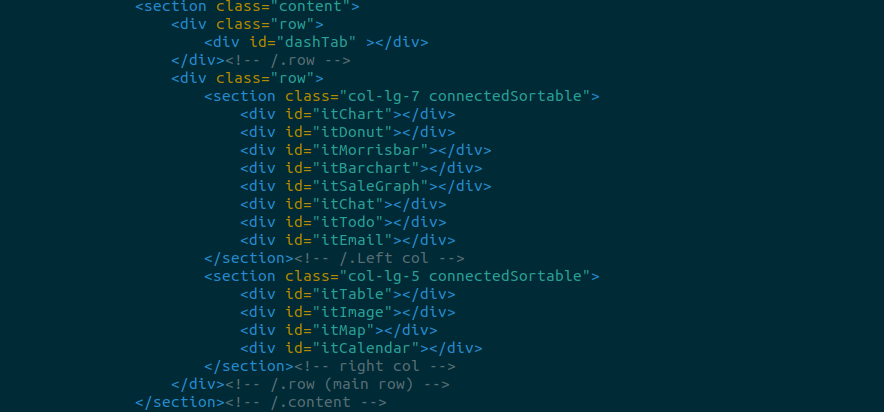 <section class="content">
<div class="row">
<div id="dashTab" ></div>
</div><!-- /.row -->
<div class="row">
<section class="col-lg-7 connectedSortable">
<div id="itChart"></div>
<div id="itDonut"></div>
<div id="itMorrisbar"></div>
<div id="itBarchart"></div>
<div id="itSaleGraph"></div>
<div id="itChat"></div>
<div id="itTodo"></div>
<div id="itEmail"></div>
</section><!-- /.Left col -->
<section class="col-lg-5 connectedSortable">
<div id="itTable"></div>
<div id="itImage"></div>
<div id="itMap"></div>
<div id="itCalendar"></div>
</section><!-- right col -->
</div><!-- /.row (main row) -->
</section><!-- /.content -->